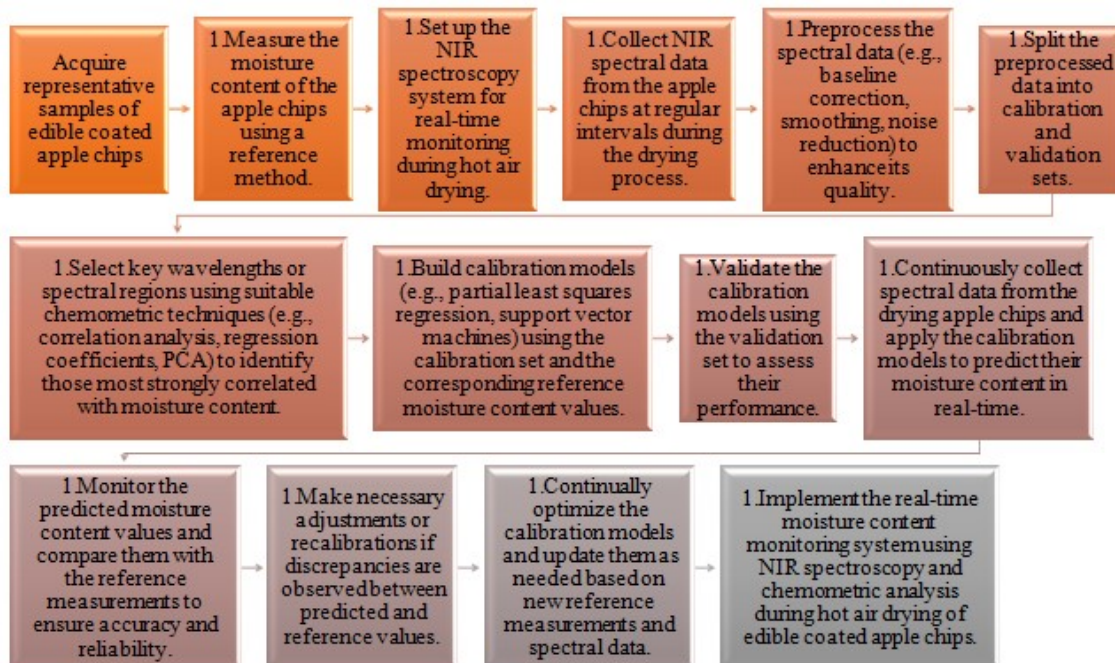 Acquire
representative
samples of
edible coated
apple chips
1.Measure the
moisture
content of the
apple chips
using a
reference
method.
1.Set up the
NIR
spectroscopy
system for
real-time
monitoring
during hot air
drying.
1.Collect NIR
spectral data
from the apple
chips at regular
intervals during
the drying
process.
1.Preprocess the
spectral data (e.g.,
baseline
correction,
smoothing, noise
reduction) to
enhance its
quality.
1.Split the
preprocessed
data into
calibration
and
validation
sets.
1.Select key wavelengths or
spectral regions using suitable
chemometric techniques (e.g.,
correlation analysis, regression
coefficients, PCA) to identify
those most strongly correlated
with moisture content.
1.Build calibration models
(e.g., partial least squares
regression, support vector
machines) using the
calibration set and the
corresponding reference
moisture content values.
1.Validate the
calibration
models using
the validation
set to assess
their
performance.
1.Continuously collect
spectral data from the
drying apple chips and
apply the calibration
models to predict their
moisture content in
real-time.
1.Monitor the
predicted moisture
content values and
compare them with
the reference
measurements to
ensure accuracy and
reliability.
1.Make necessary
adjustments or
recalibrations if
discrepancies are
observed between
predicted and
reference values.
1.Continually
optimize the
calibration models
and update them as
needed based on
new reference
measurements and
spectral data.
1.Implement the real-time
moisture content
monitoring system using
NIR spectroscopy and
chemometric analysis
during hot air drying of
edible coated apple chips.